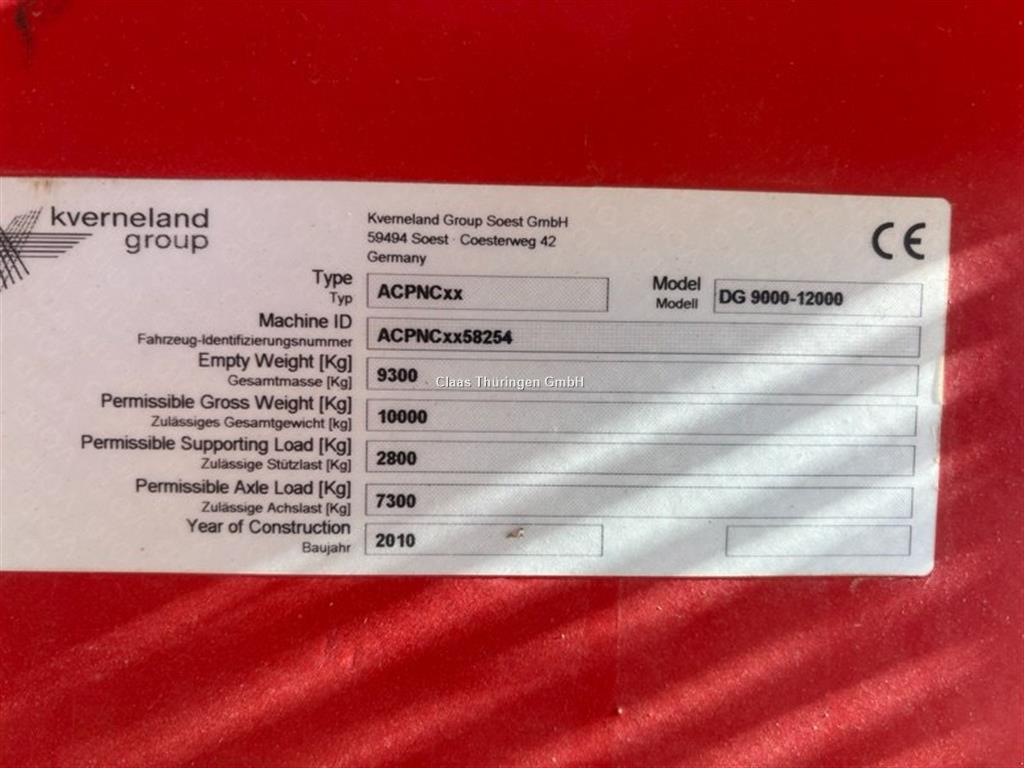 kverneland
group
Kverneland Group Soest GmbH
59494 Soest · Coesterweg 42
Germany
CE
Type
Typ
ACPNCxx
Model
Modell
DG 9000-12000
Machine ID
Fahrzeug-Identifizierungsnummer
ACPNCxx58254
Empty Weight [Kg]
Gesamtmasse [Kg]
9300
Claas Thüringen GmbH
Permissible Gross Weight [Kg]
Zulässiges Gesamtgewicht [kg]
10000
Permissible Supporting Load [Kg]
Zulässige Stützlast [Kg]
2800
Permissible Axle Load [Kg]
Zulässige Achslast [Kg]
7300
Year of Construction
Baujahr
2010